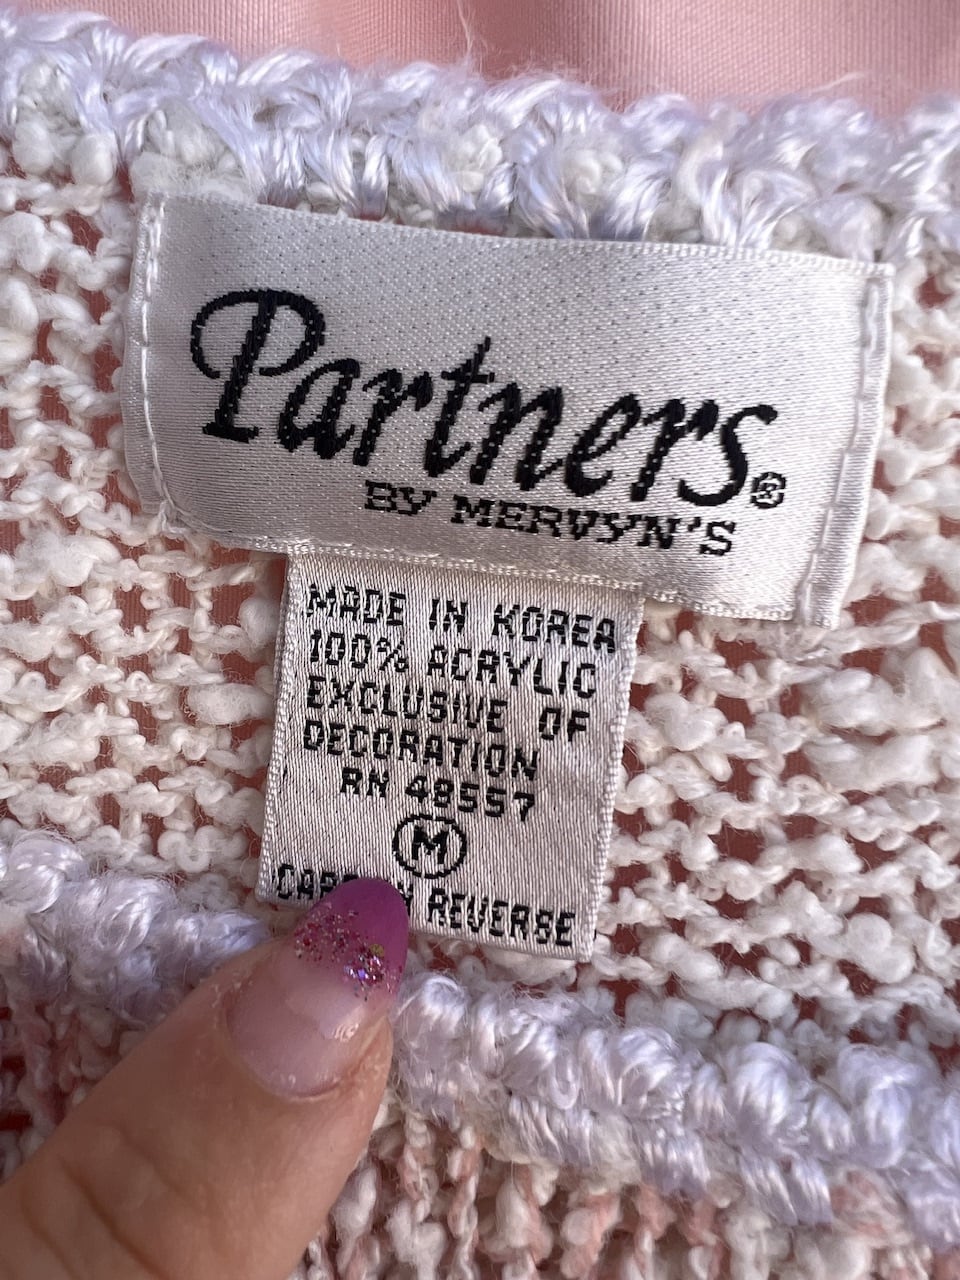 Partners®
BY MERVYN'S
MADE IN KOREA
100% ACRYLIC
EXCLUSIVE OF
DECORATION
RN 48557
M
REVERSE